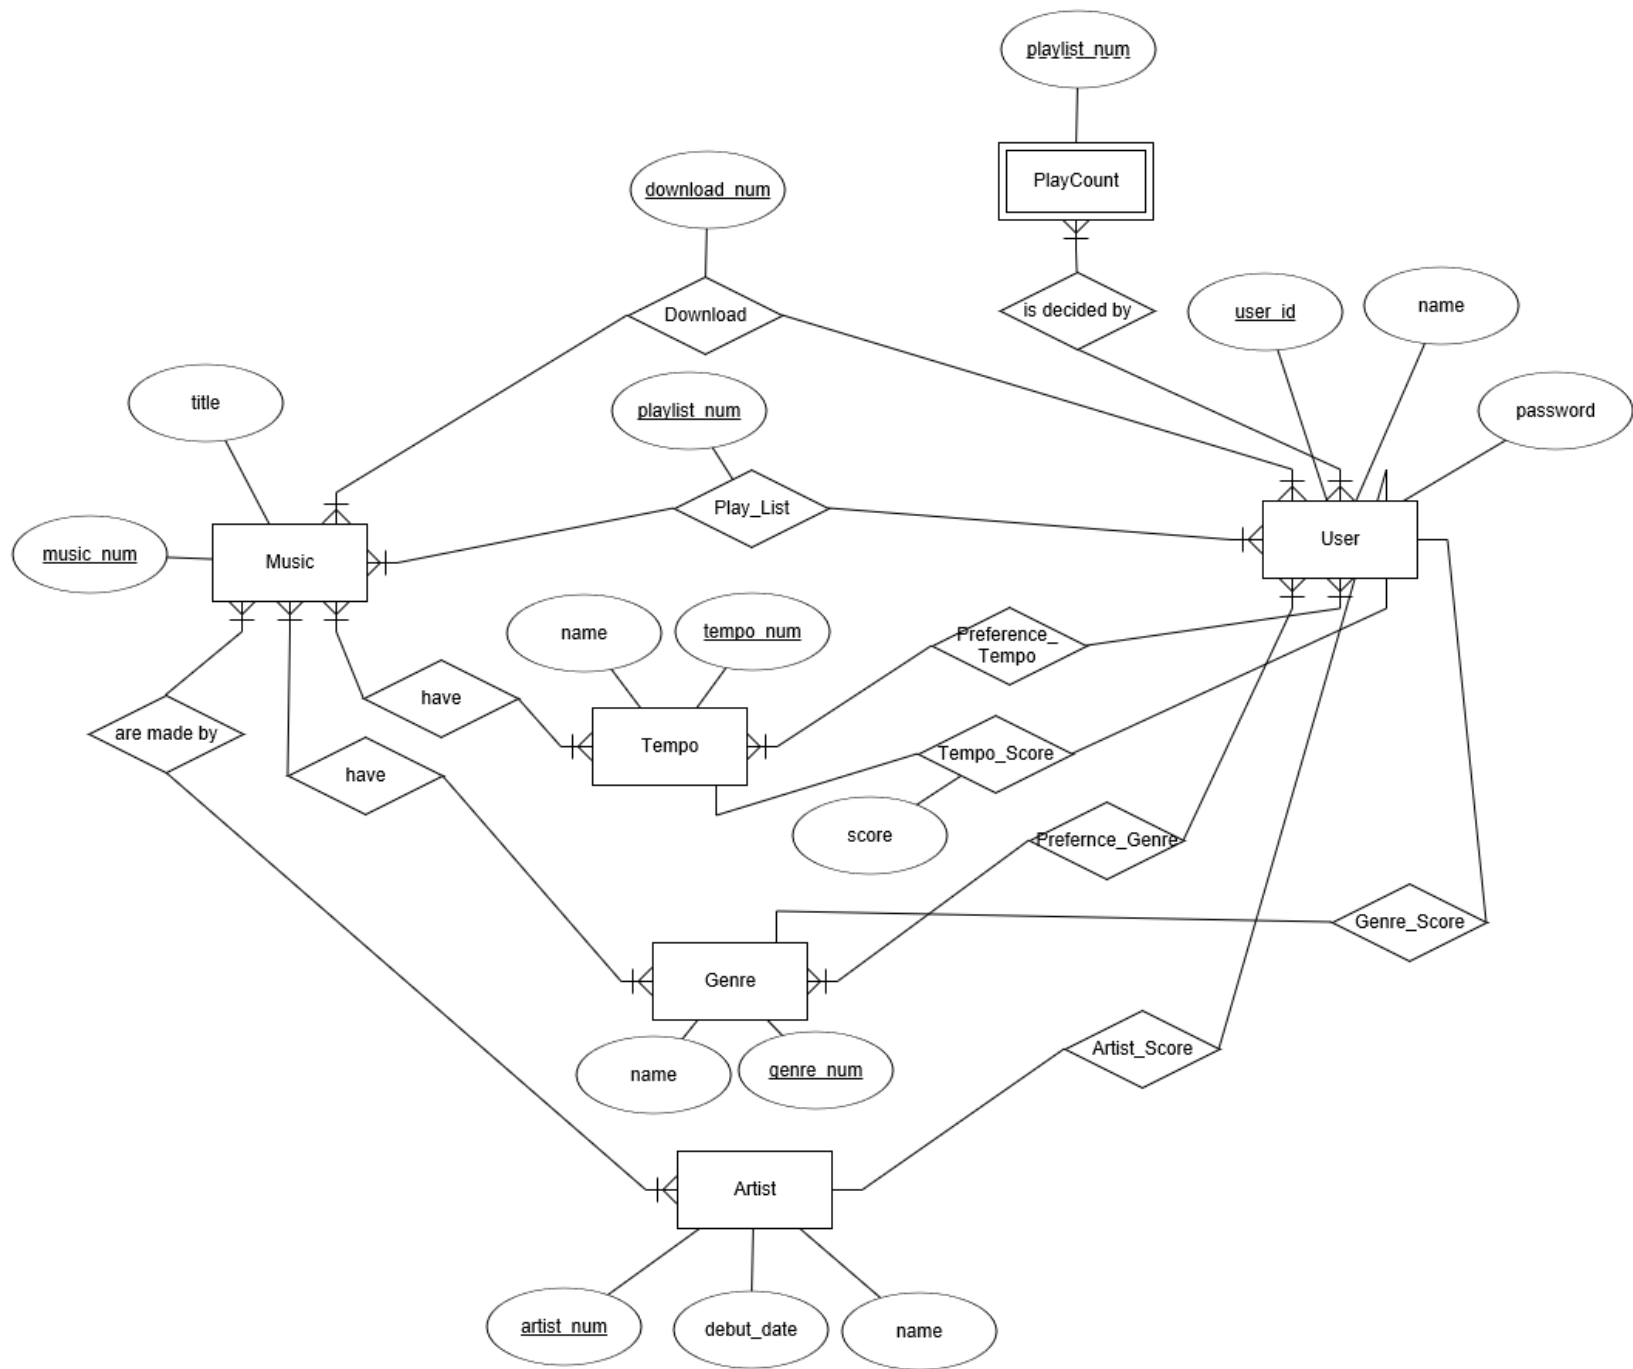 playlist_num
PlayCount
download_num
Download
is decided by
user_id
name
title
playlist_num
password
Play_List
User
music_num
Music
name
tempo_num
Preference_
Tempo
have
are made by
Tempo
Tempo_Score
have
score
Prefernce_Genre
Genre_Score
Genre
name
genre_num
Artist_Score
Artist
artist_num
debut_date
name